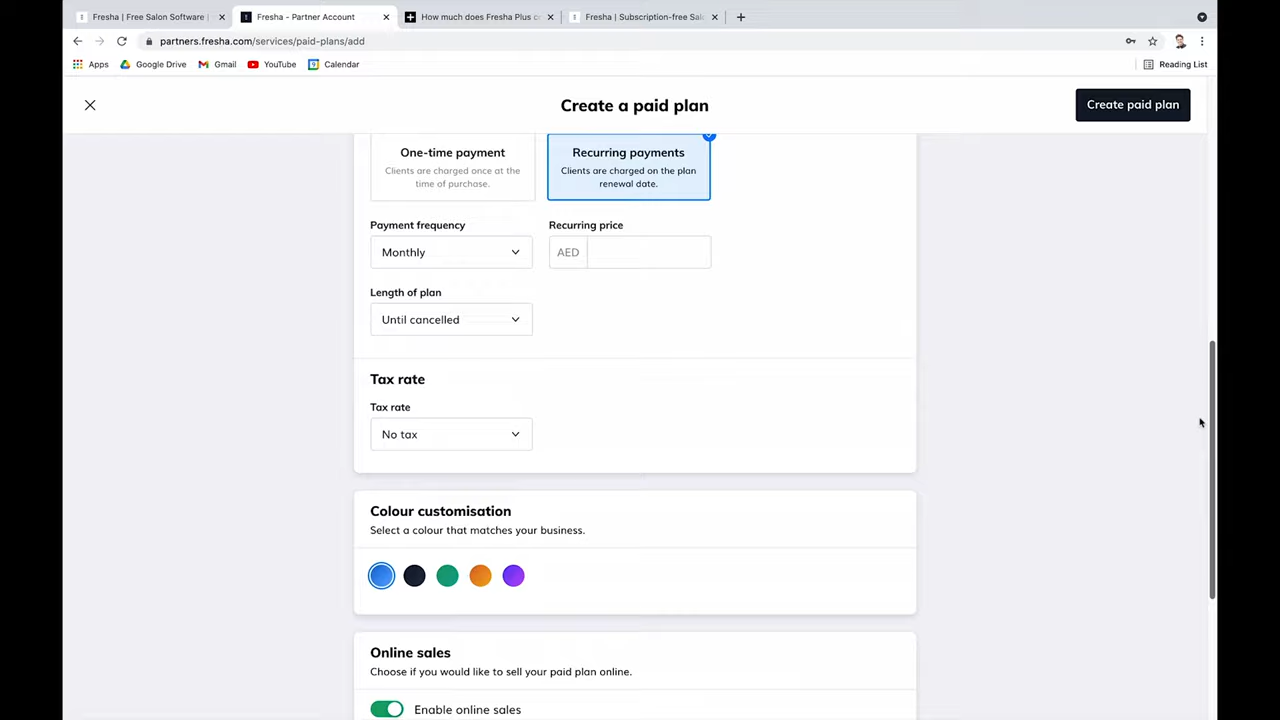 Fresha | Free Salon Software |
Fresha - Partner Account
How much does Fresha Plus
Fresha | Subscription-free
partners.fresha.com/services/paid-plans/add
Apps
Google Drive
Gmail
YouTube
Calendar
Reading List
Create a paid plan
Create paid plan
One-time payment
Recurring payments
Clients are charged once at the
time of purchase.
Clients are charged on the plan
renewal date.
Payment frequency
Recurring price
Monthly
AED
Length of plan
Until cancelled
Tax rate
Tax rate
No tax
Colour customisation
Select a colour that matches your business.
Online sales
Choose if you would like to sell your paid plan online.
Enable online sales